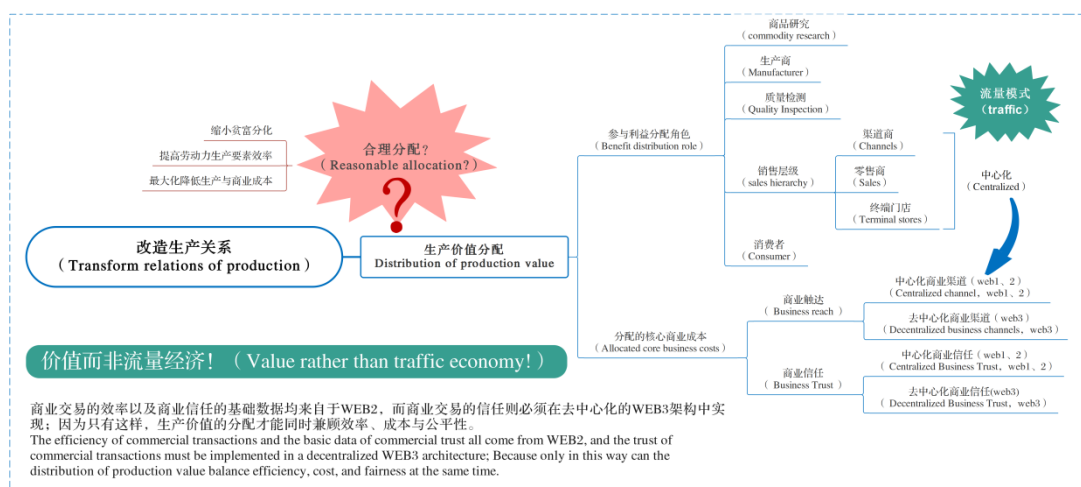 商品研究
（commodity research）
生产商
（Manufacturer）
质量检测
（Quality Inspection）
流量模式
（traffic）
缩小贫富分化
提高劳动力生产要素效率
最大化降低生产与商业成本
合理分配？
（Reasonable allocation?）
?
参与利益分配角色
（Benefit distribution role）
销售层级
（sales hierarchy）
渠道商
（Channels）
零售商
（Sales）
终端门店
（Terminal stores）
中心化
（Centralized）
改造生产关系
（Transform relations of production）
生产价值分配
Distribution of production value
消费者
（Consumer）
商业触达
（Business reach）
中心化商业渠道（web1、2）
（Centralized channel，web1、2）
去中心化商业渠道（web3）
（Decentralized business channels，web3）
分配的核心商业成本
（Allocated core business costs）
商业信任
（Business Trust）
中心化商业信任（web1、2）
（Centralized Business Trust，web1、2）
去中心化商业信任(web3)
（Decentralized Business Trust，web3）
价值而非流量经济！（Value rather than traffic economy!）
商业交易的效率以及商业信任的基础数据均来自于WEB2，而商业交易的信任则必须在去中心化的WEB3架构中实
现；因为只有这样，生产价值的分配才能同时兼顾效率、成本与公平性。
The efficiency of commercial transactions and the basic data of commercial trust all come from WEB2, and the trust of
commercial transactions must be implemented in a decentralized WEB3 architecture; Because only in this way can the
distribution of production value balance efficiency, cost, and fairness at the same time.